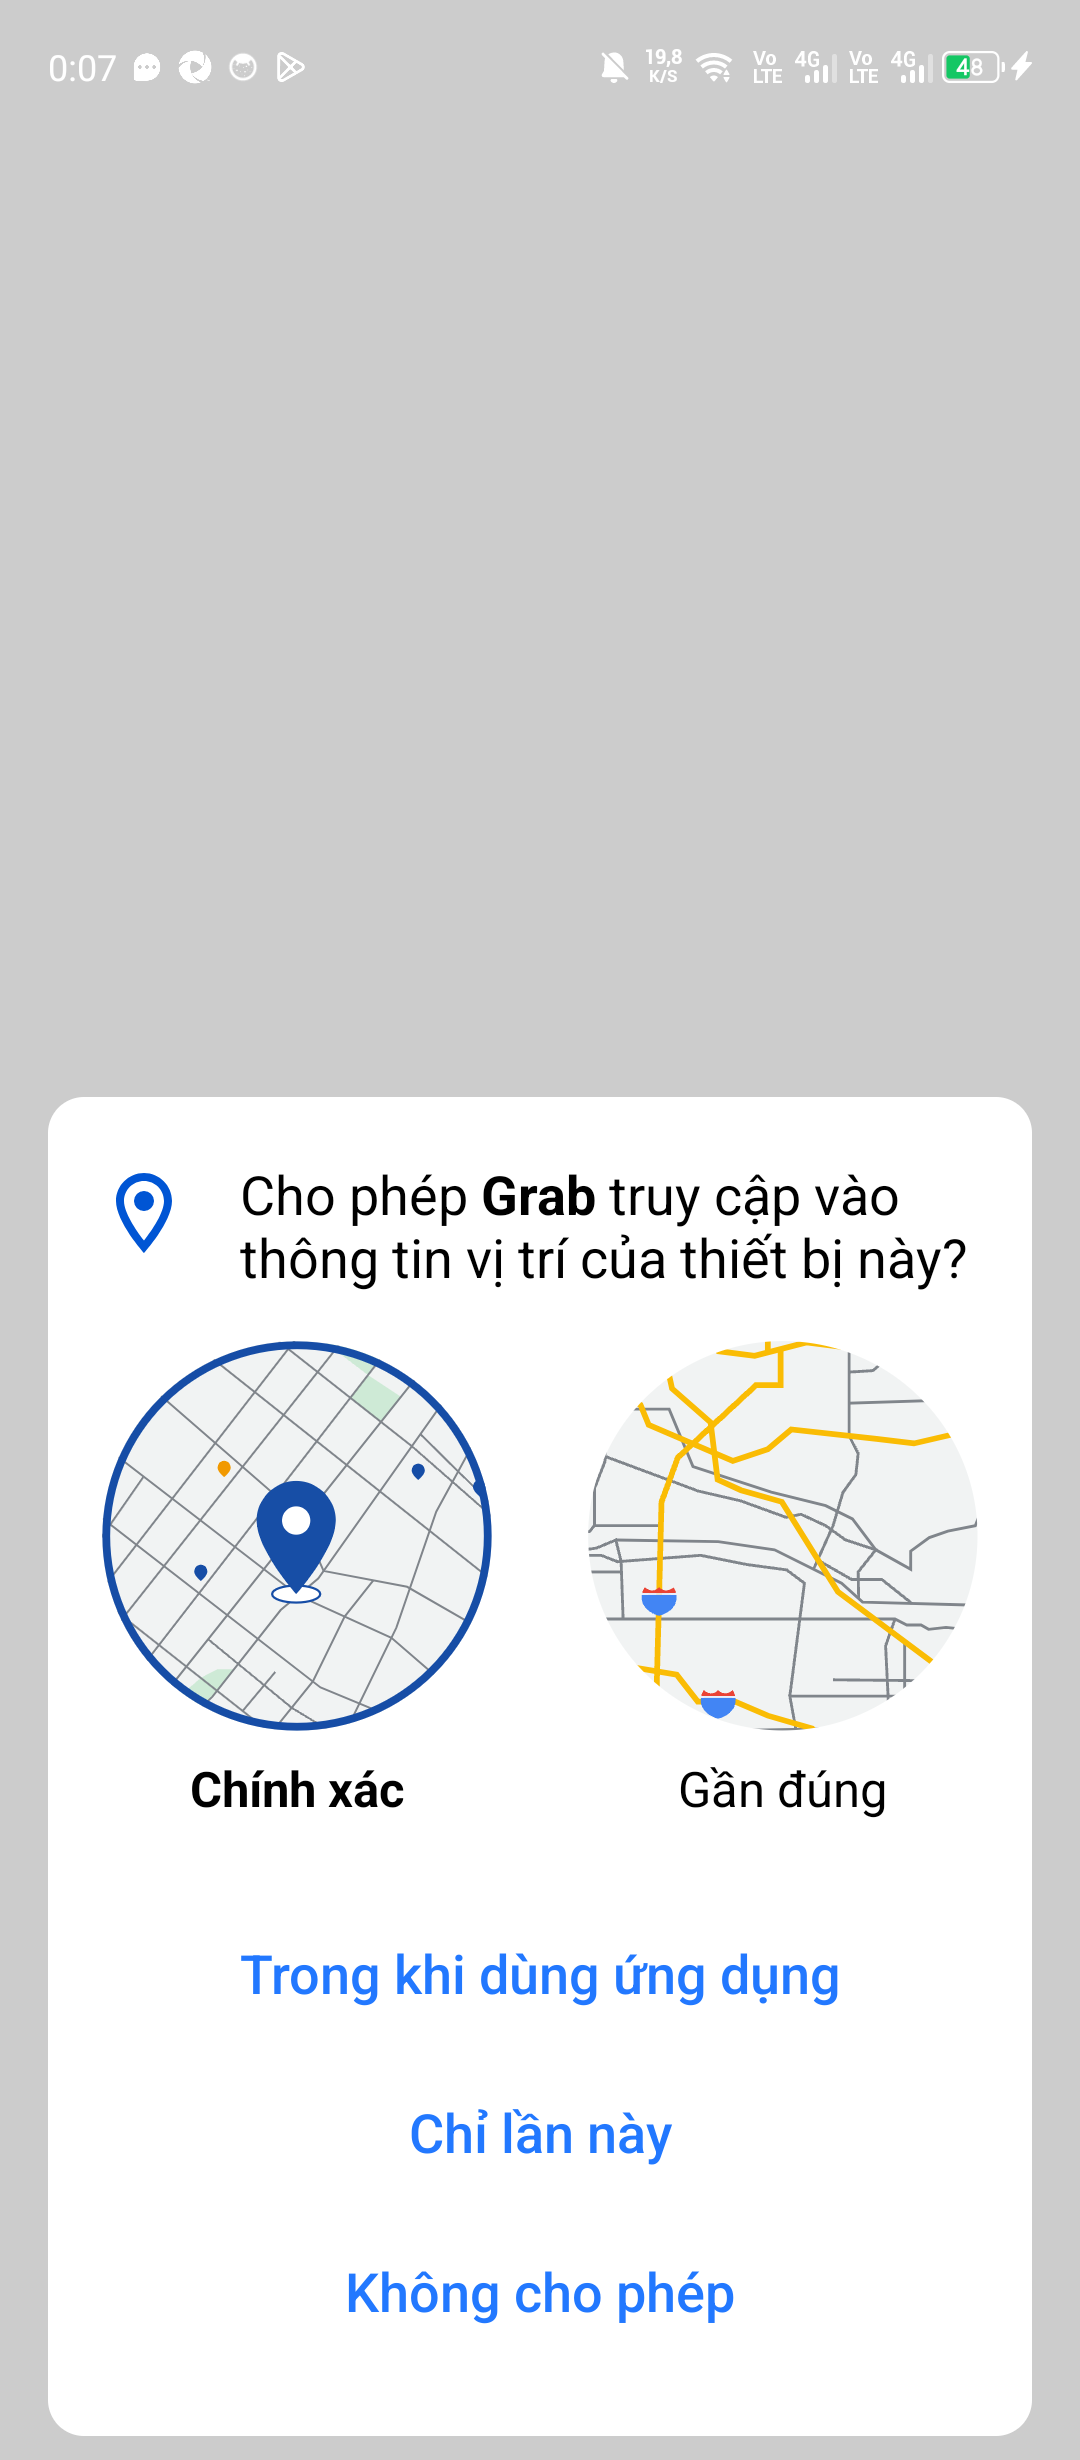 0:07
19,8
K/S
Vo
LTE
4G
Vo
LTE
4G
48
Cho phép Grab truy cập vào
thông tin vị trí của thiết bị này?
Chính xác
Gần đúng
Trong khi dùng ứng dụng
Chỉ lần này
Không cho phép